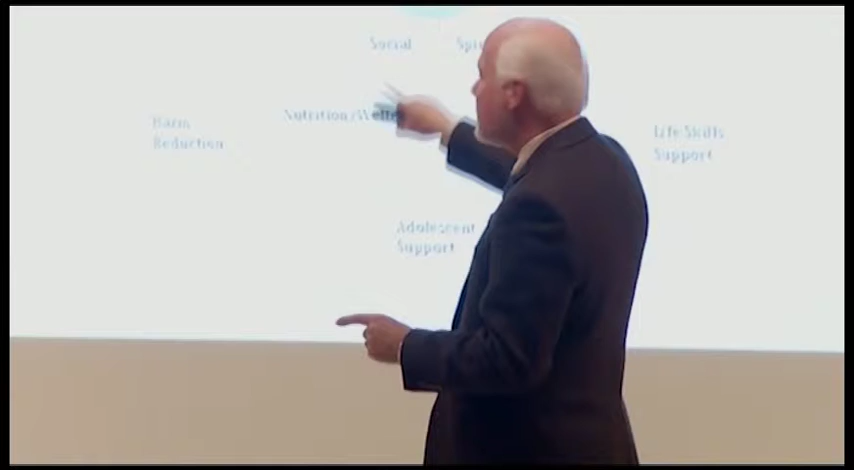 Social
Harm
Reduction
Life Skills
Support
Adolescent
Support